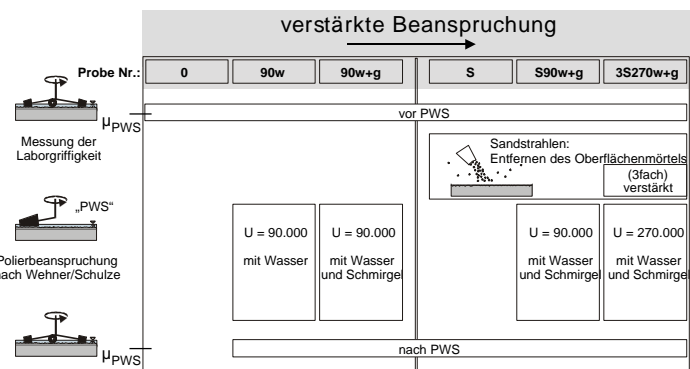 verstärkte Beanspruchung
Probe Nr.: 0 90w 90w+g S S90w+g 3S270w+g
μPWS
vor PWS
Messung der
Laborgriffigkeit
Sandstrahlen:
Entfernen des Oberflächenmörtels
(3fach)
verstärkt
„PWS“
Polierbeanspruchung
nach Wehner/Schulze
U = 90.000
mit Wasser
U = 90.000
mit Wasser
und Schmirgel
U = 90.000
mit Wasser
und Schmirgel
U = 270.000
mit Wasser
und Schmirgel
μPWS
nach PWS